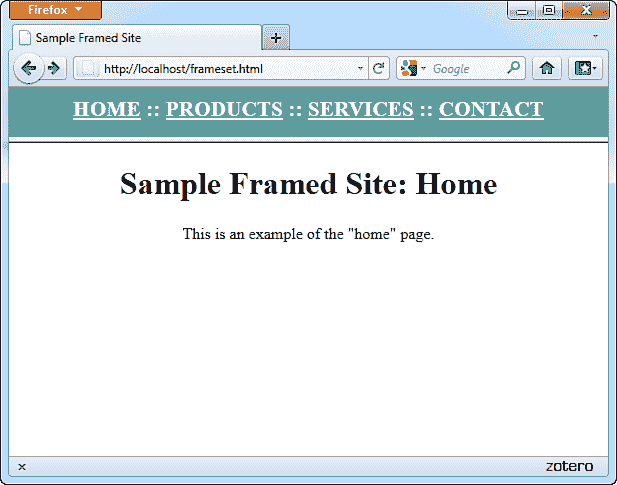 Firefox
Sample Framed Site
http://localhost/frameset.html
Google
HOME :: PRODUCTS :: SERVICES :: CONTACT
Sample Framed Site: Home
This is an example of the "home" page.
zotero